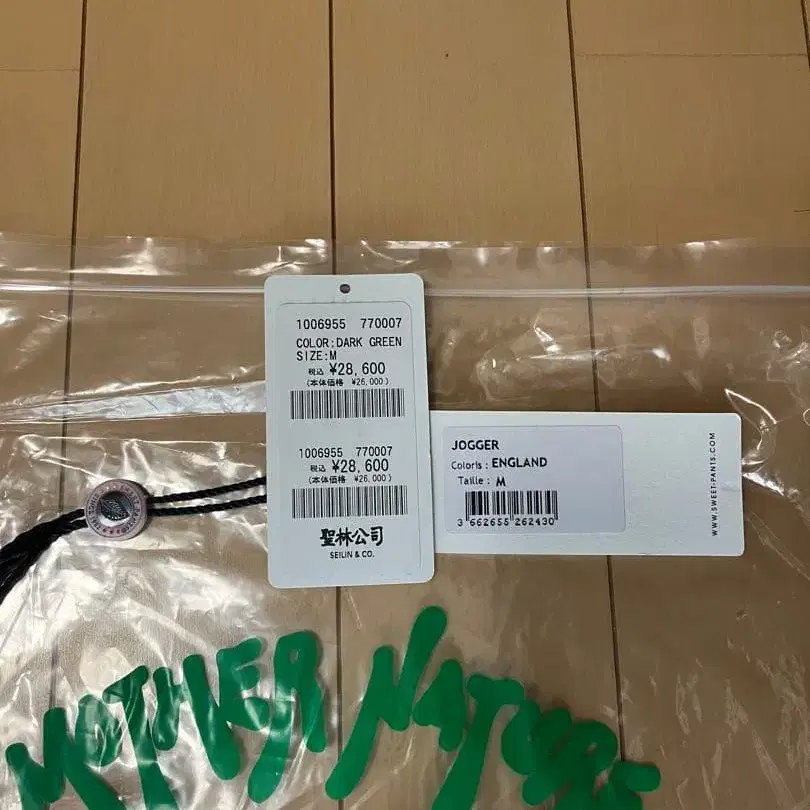 1006955 770007
COLOR:DARK GREEN
SIZE:M
税込 ¥28,600
(本体価格 ¥26,000)
1006955 770007
税込 ¥28,600
(本体価格 ¥26,000)
聖林公司
SEILIN & CO.
JOGGER
Coloris : ENGLAND
Taille : M
3 662655 262430
WWW.SWEET-PANTS.COM
MOTHER NATURE